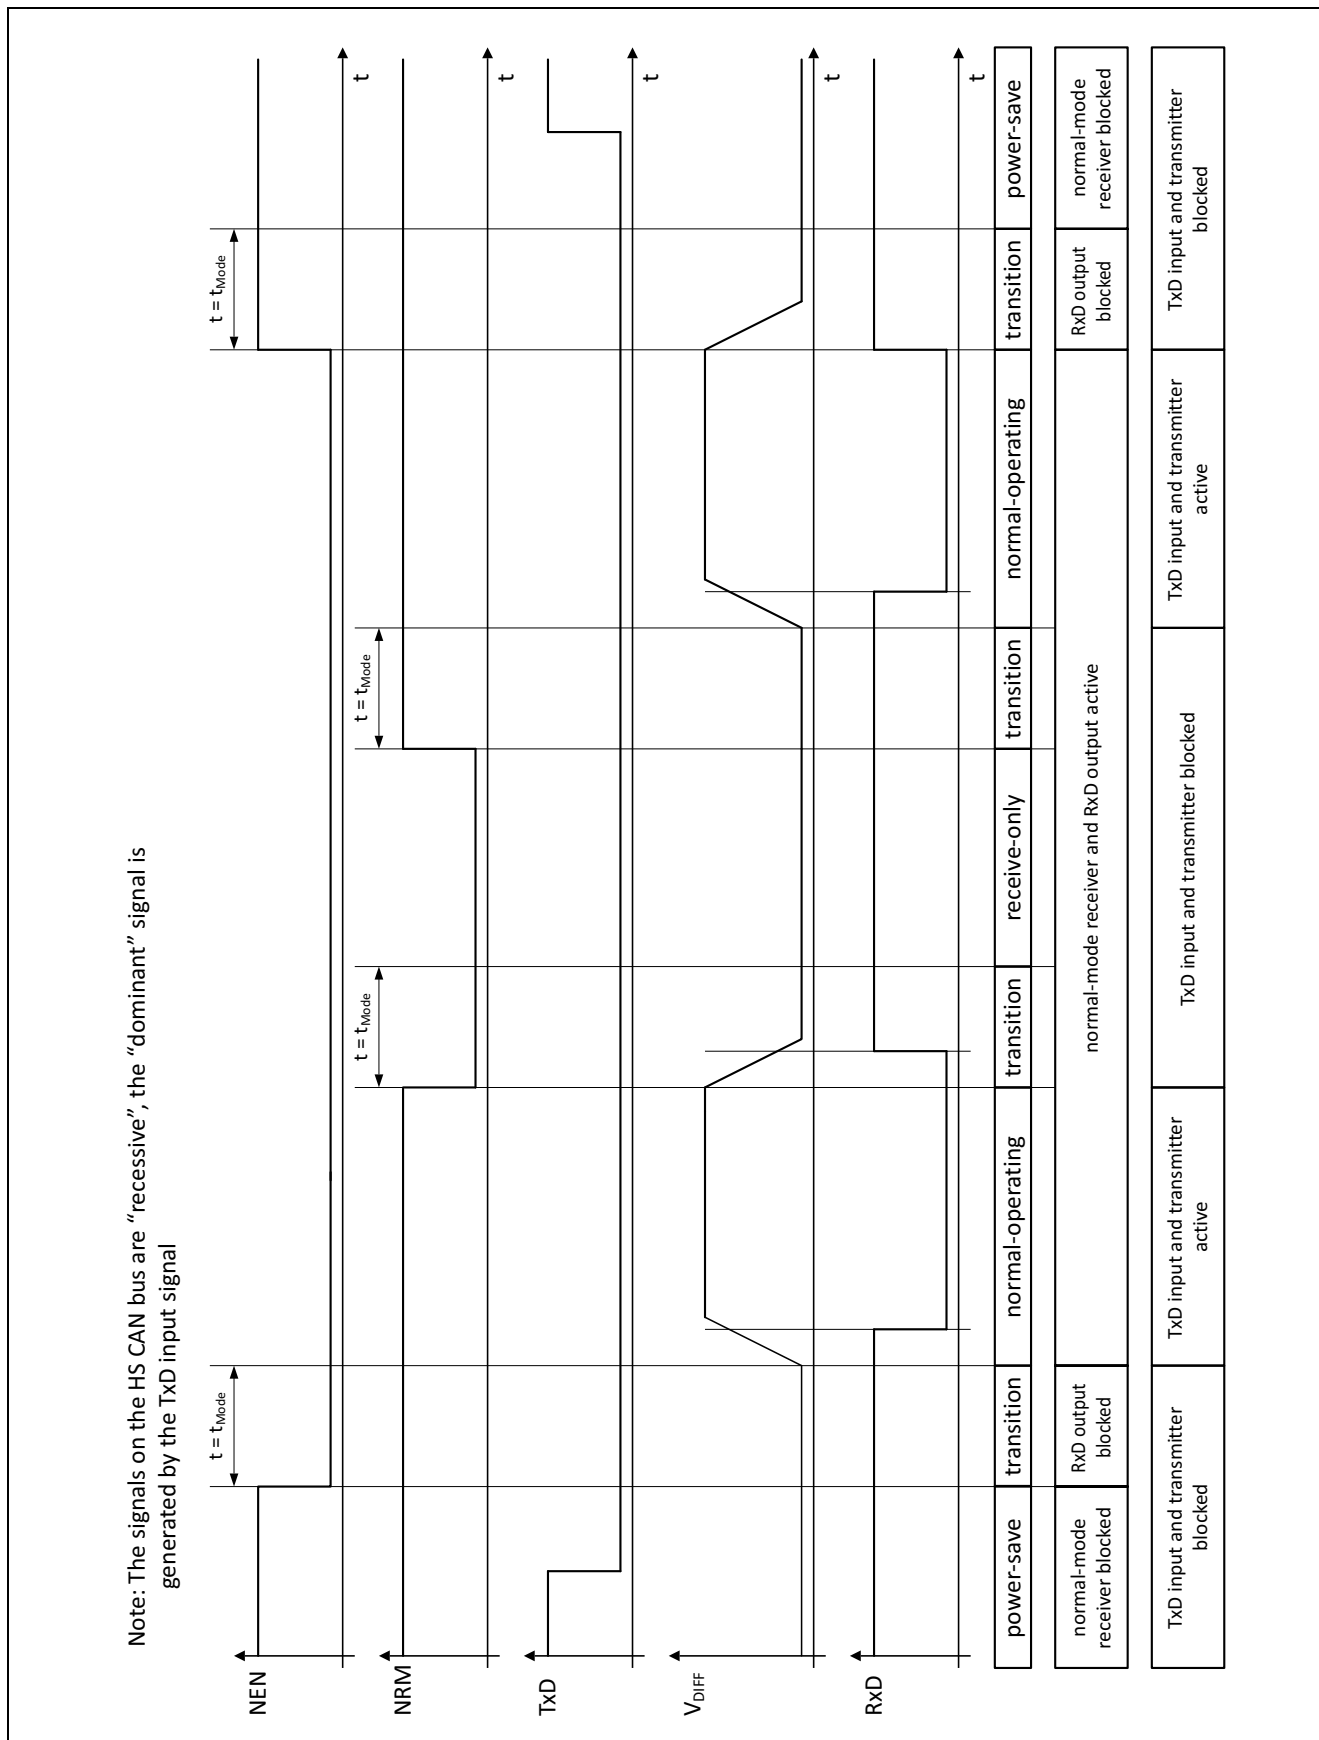 Note: The signals on the HS CAN bus are “recessive”, the “dominant” signal is
generated by the TxD input signal
t = tMode
t = tMode
NEN
t
t = tMode
t = tMode
NRM
t
TxD
t
VDIFF
t
RxD
t
power-save
transition
normal-operating
transition
receive-only
transition
normal-operating
transition
power-save
normal-mode
receiver blocked
RxD output
blocked
normal-mode receiver and RxD output active
RxD output
blocked
normal-mode
receiver blocked
TxD input and transmitter
blocked
TxD input and transmitter
active
TxD input and transmitter blocked
TxD input and transmitter
active
TxD input and transmitter
blocked